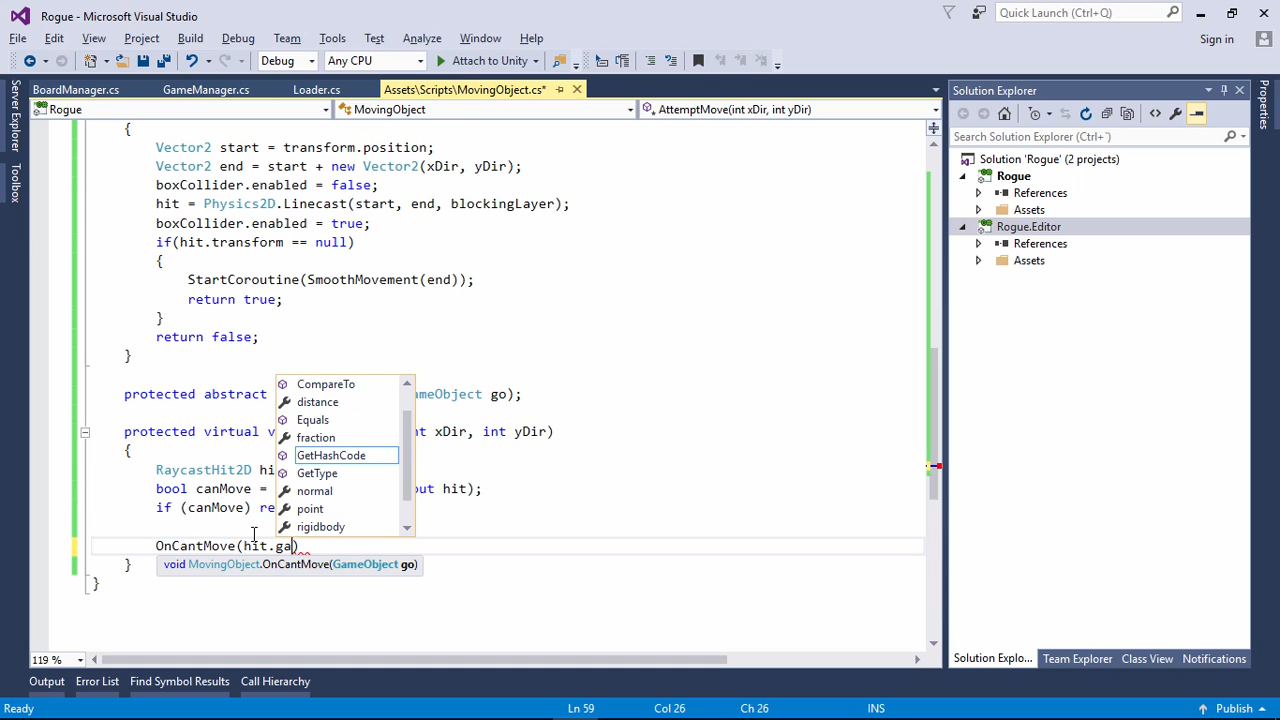 Rogue - Microsoft Visual Studio
Quick Launch (Ctrl+Q)
File Edit View Project Build Debug Team Tools Test Analyze Window Help
Sign in
Debug Any CPU Attach to Unity
BoardManager.cs GameManager.cs Loader.cs Assets\Scripts\MovingObject.cs*
Rogue MovingObject AttemptMove(int xDir, int yDir)
Server Explorer
Toolbox
{
Vector2 start = transform.position;
Vector2 end = start + new Vector2(xDir, yDir);
boxCollider.enabled = false;
hit = Physics2D.Linecast(start, end, blockingLayer);
boxCollider.enabled = true;
if(hit.transform == null)
{
StartCoroutine(SmoothMovement(end));
return true;
}
return false;
}
protected abstract ameObject go);
protected virtual v nt xDir, int yDir)
{
RaycastHit2D hi
bool canMove = out hit);
if (canMove) re
OnCantMove(hit.ga)
}
}
CompareTo
distance
Equals
fraction
GetHashCode
GetType
normal
point
rigidbody
void MovingObject.OnCantMove(GameObject go)
119 %
Solution Explorer
Search Solution Explorer (Ctrl+¨)
Solution 'Rogue' (2 projects)
Rogue
References
Assets
Rogue.Editor
References
Assets
Properties
Solution Explo... Team Explorer Class View Notifications
Output Error List Find Symbol Results Call Hierarchy
Ready Ln 59 Col 26 Ch 26 INS Publish